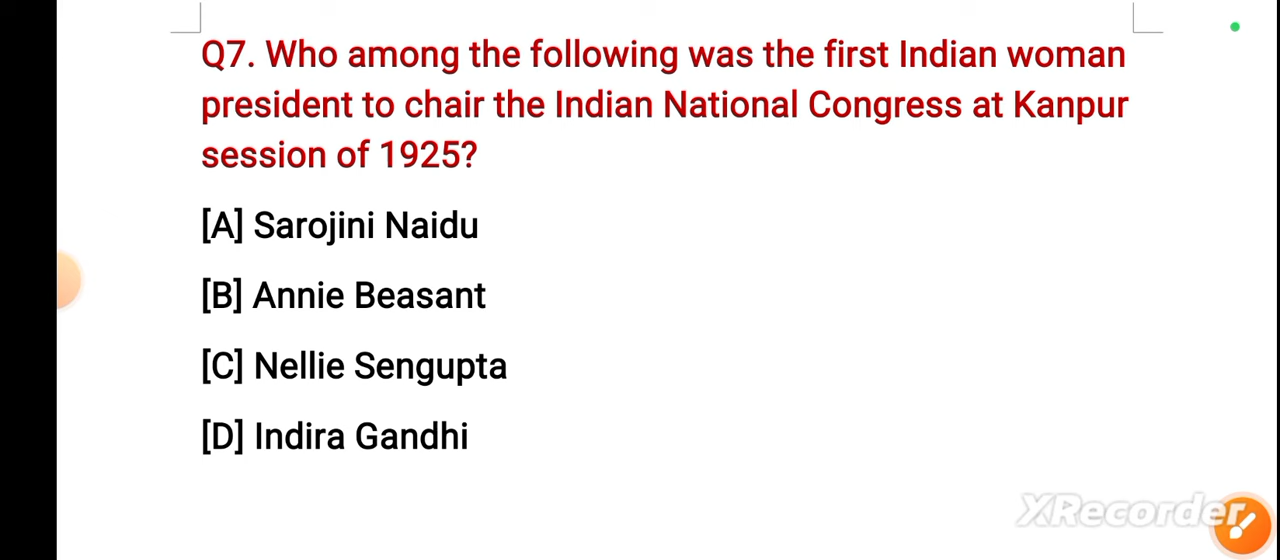 Q7. Who among the following was the first Indian woman
president to chair the Indian National Congress at Kanpur
session of 1925?
[A] Sarojini Naidu
[B] Annie Beasant
[C] Nellie Sengupta
[D] Indira Gandhi
XRecorder